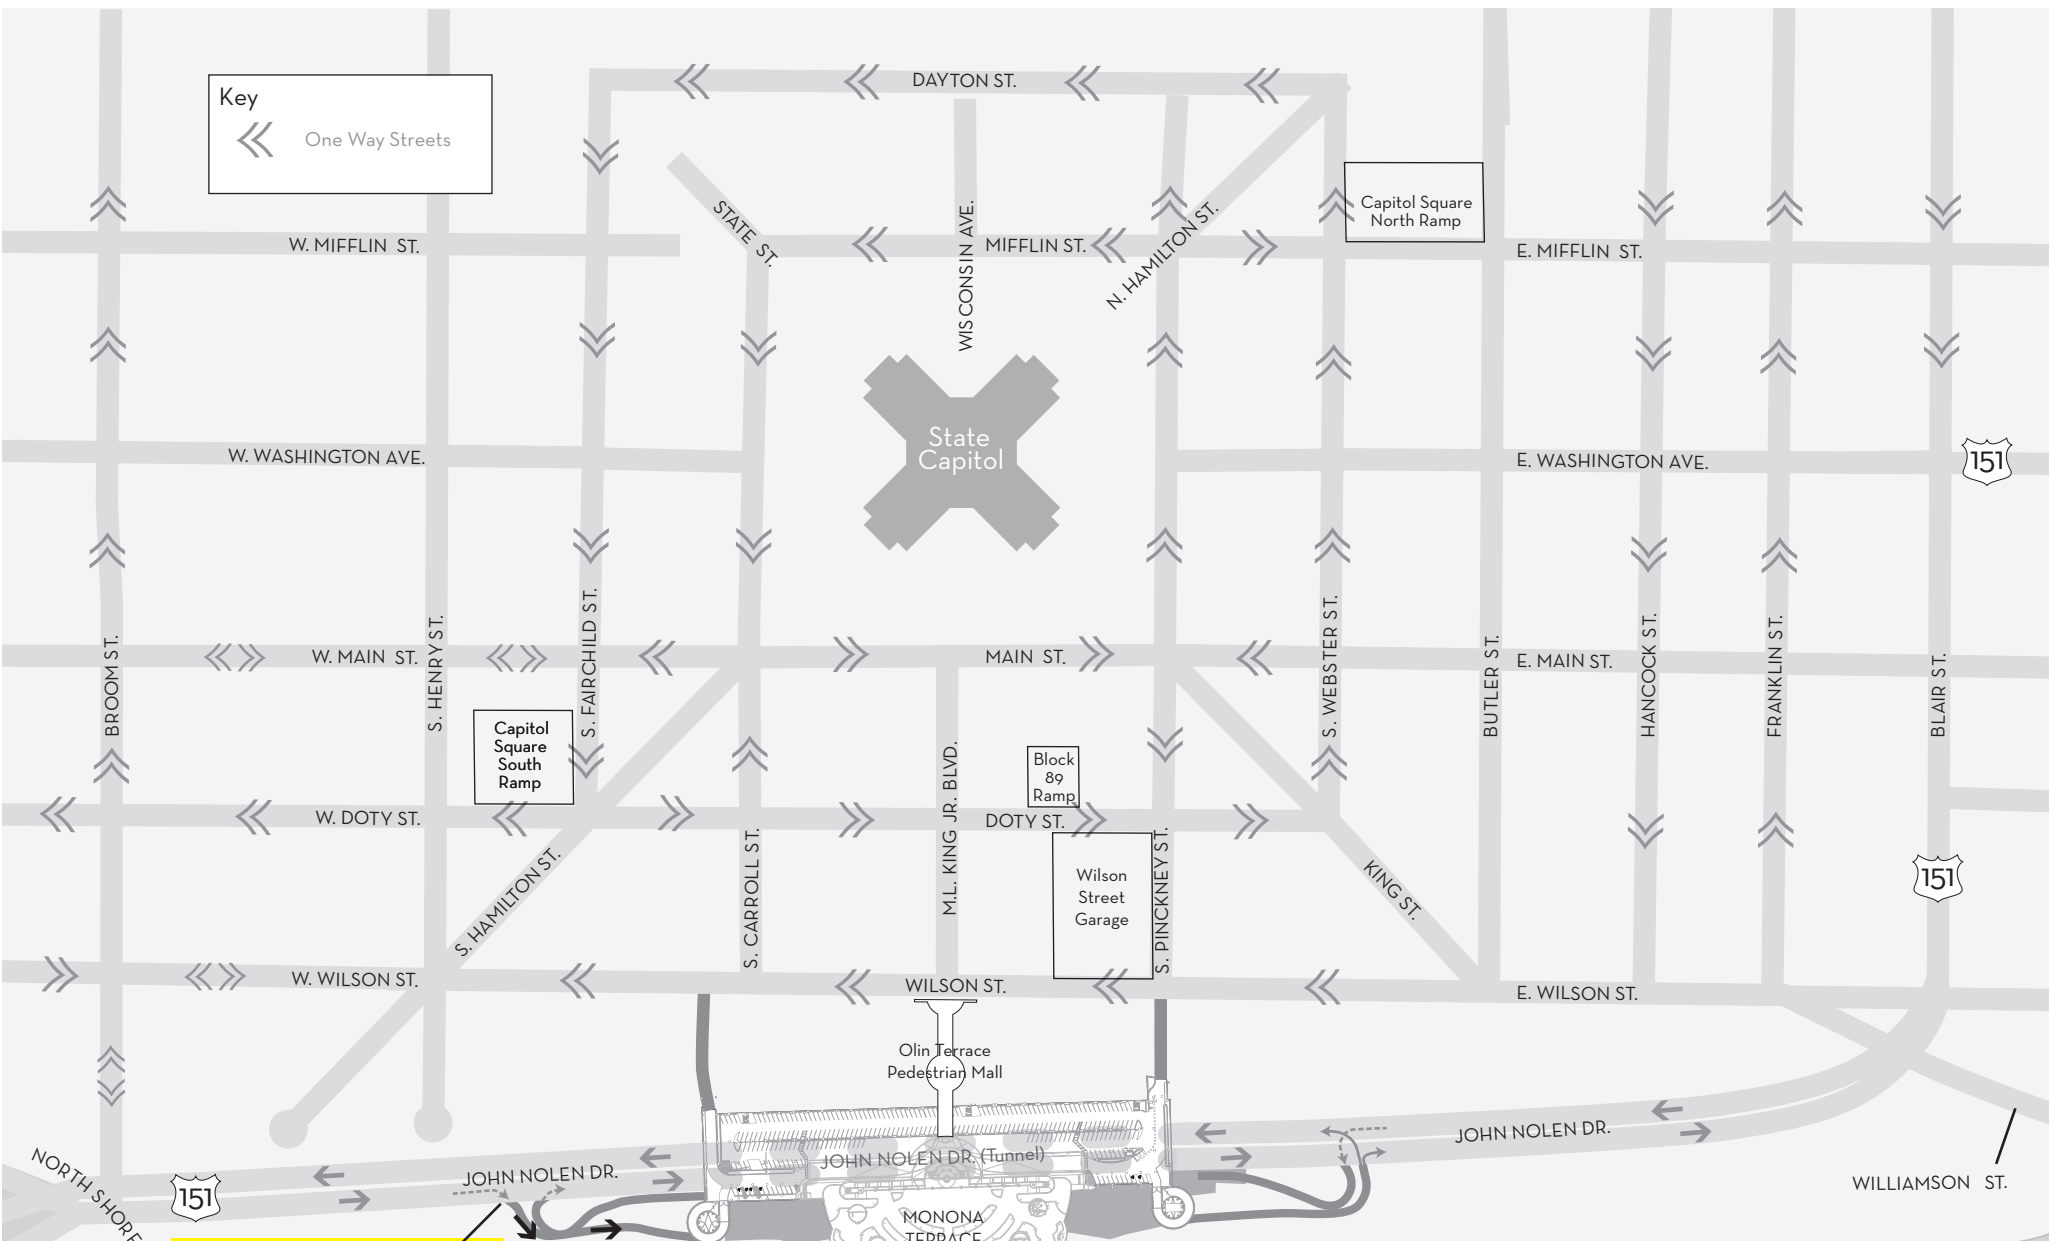 DAYTON ST.
Key
One Way Streets
Capitol Square
North Ramp
STATE ST.
WISCONSIN AVE.
N. HAMILTON ST.
W. MIFFLIN ST.
MIFFLIN ST.
E. MIFFLIN ST.
State
Capitol
W. WASHINGTON AVE.
E. WASHINGTON AVE.
151
BROOM ST.
S. HENRY ST.
S. FAIRCHILD ST.
S. WEBSTER ST.
BUTLER ST.
HANCOCK ST.
FRANKLIN ST.
BLAIR ST.
W. MAIN ST.
MAIN ST.
E. MAIN ST.
Capitol
Square
South
Ramp
Block
89
Ramp
W. DOTY ST.
DOTY ST.
S. HAMILTON ST.
S. CARROLL ST.
M.L. KING JR. BLVD.
Wilson
Street
Garage
S. PINCKNEY ST.
KING ST.
151
W. WILSON ST.
WILSON ST.
E. WILSON ST.
Olin Terrace
Pedestrian Mall
JOHN NOLEN DR.
JOHN NOLEN DR. (Tunnel)
JOHN NOLEN DR.
WILLIAMSON ST.
NORTH SHORE
151
MONONA
TERRACE